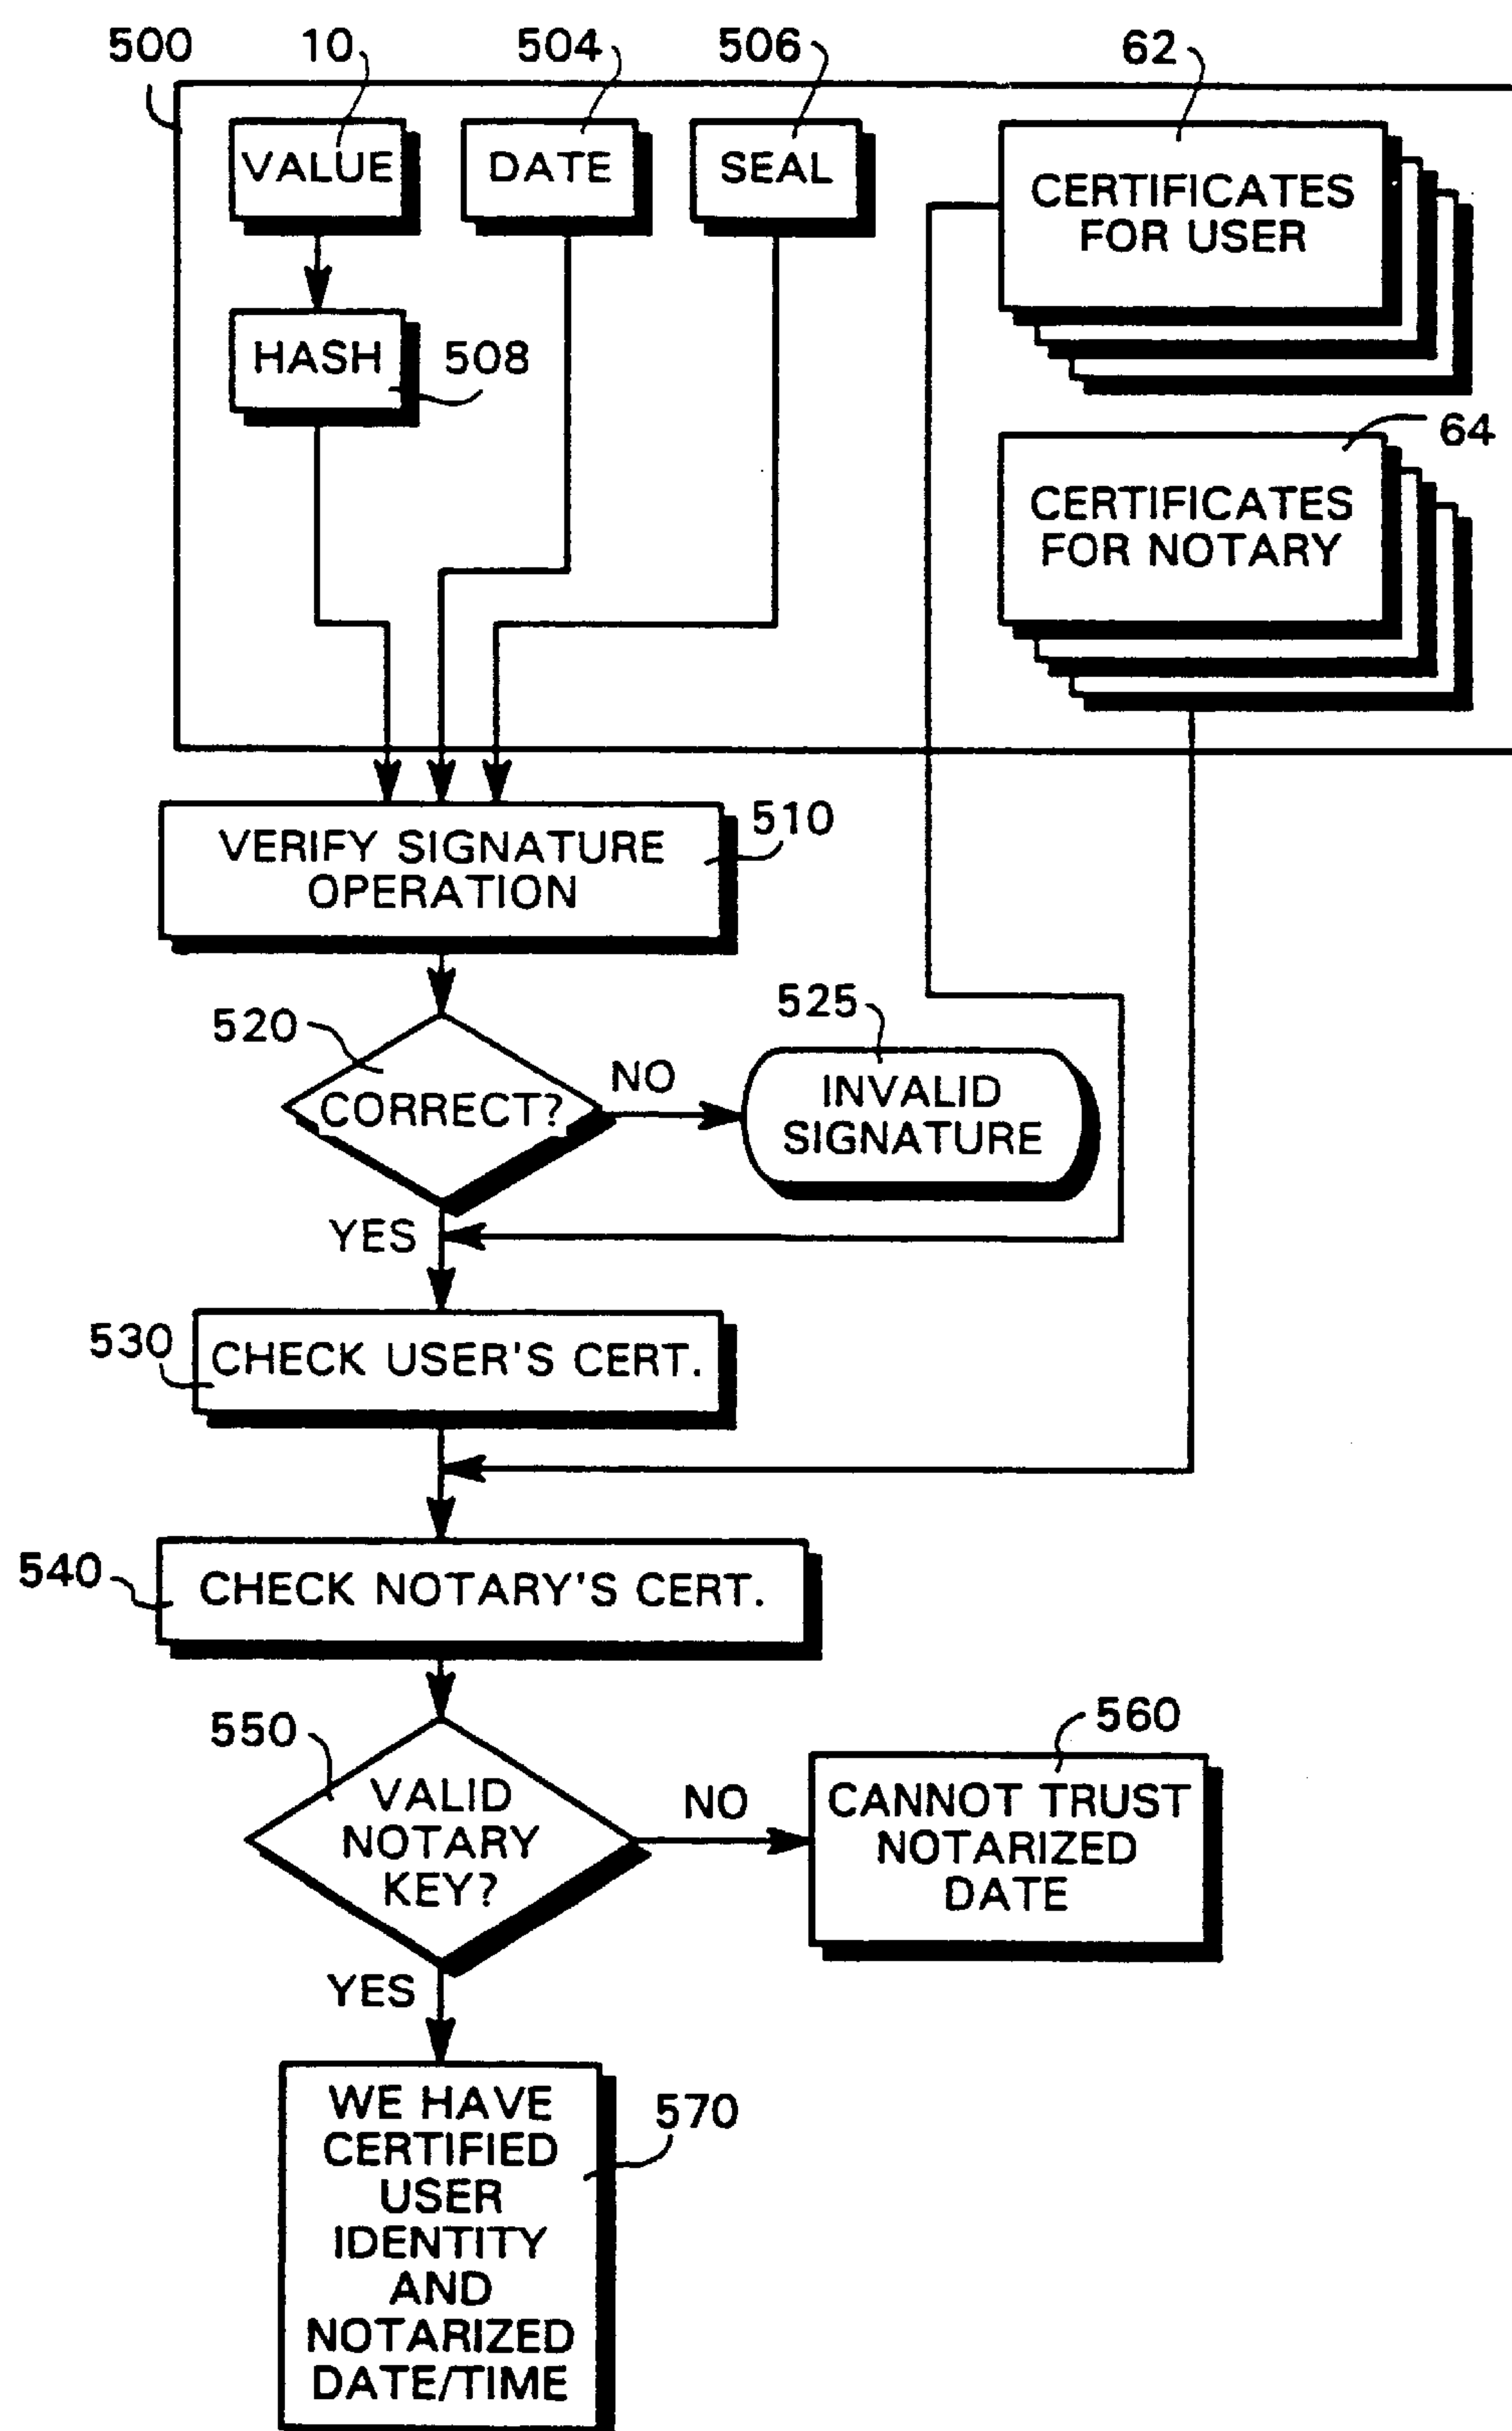 500
10
504
506
62
VALUE
DATE
SEAL
CERTIFICATES
FOR USER
HASH
508
64
CERTIFICATES
FOR NOTARY
VERIFY SIGNATURE
OPERATION
510
520
CORRECT?
NO
525
INVALID
SIGNATURE
YES
530
CHECK USER'S CERT.
540
CHECK NOTARY'S CERT.
550
VALID
NOTARY
KEY?
NO
560
CANNOT TRUST
NOTARIZED
DATE
YES
WE HAVE
CERTIFIED
USER
IDENTITY
AND
NOTARIZED
DATE/TIME
570